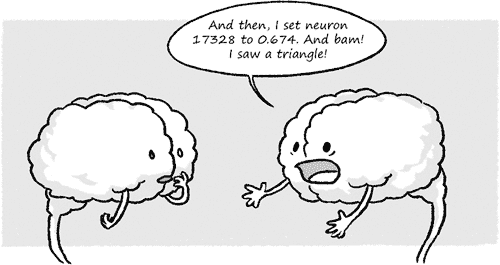 And then, I set neuron
17328 to 0.674. And bam!
I saw a triangle!